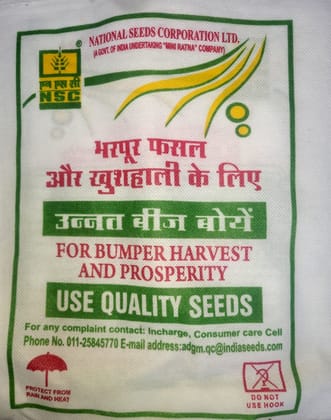 NATIONAL SEEDS CORPORATION LTD.
(A GOVT. OF INDIA UNDERTAKING "MINI RATNA" COMPANY)
एन एस सी
NSC
भरपूर फसल
और खुशहाली के लिए
उन्नत बीज बोयें
FOR BUMPER HARVEST
AND PROSPERITY
USE QUALITY SEEDS
For any complaint contact: Incharge, Consumer care Cell
Phone No. 011-25845770 E-mail address:adgm.qc@indiaseeds.com
PROTECT FROM
RAIN AND HEAT
DO NOT
USE HOOK